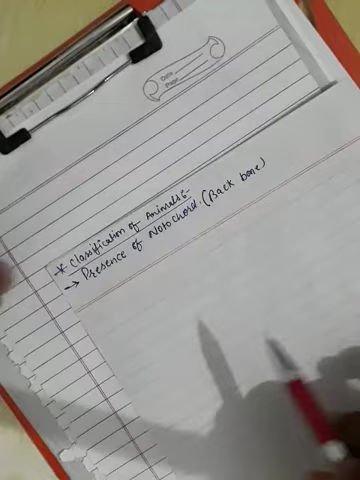 Date
Page
* Classification of Animals:-
→ Presence of Notochord. (Back bone)